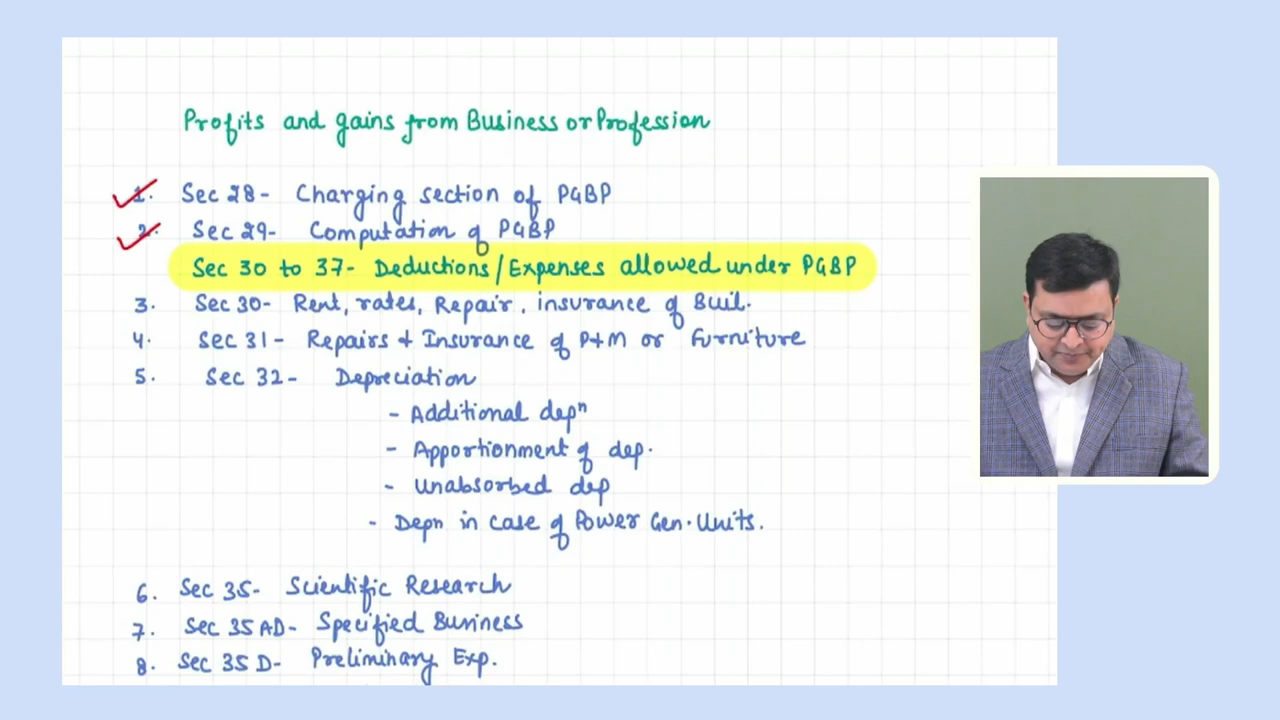 Profits and gains from Business or Profession
1. Sec 28- Charging section of PGBP
2. Sec 29- Computation of PGBP
Sec 30 to 37- Deductions/Expenses allowed under PGBP
3. Sec 30- Rent, rates, Repair, insurance of Buil.
4. Sec 31- Repairs + Insurance of P+M or Furniture
5. Sec 32- Depreciation
- Additional depⁿ
- Apportionment of dep.
- Unabsorbed dep
- Depn in case of Power Gen. Units.
6. Sec 35- Scientific Research
7. Sec 35 AD- Specified Business
8. Sec 35 D- Preliminary Exp.